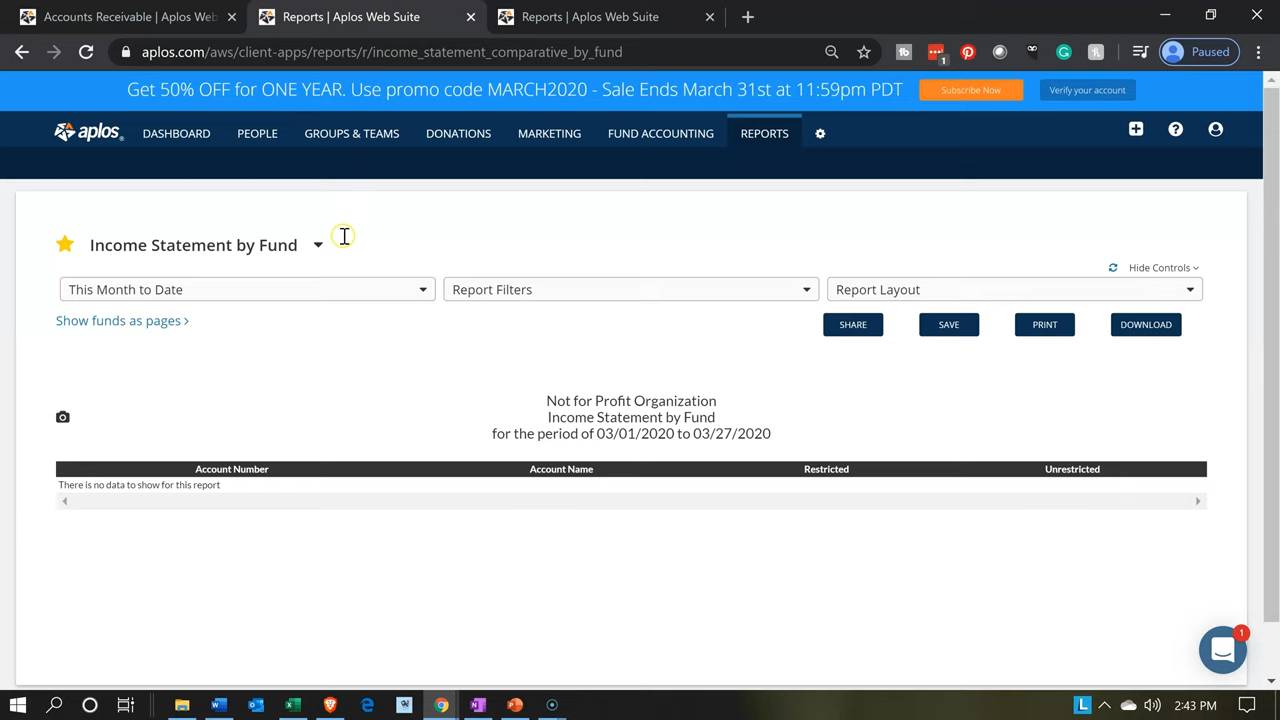 Accounts Receivable | Aplos Web
Reports | Aplos Web Suite
Reports | Aplos Web Suite
aplos.com/aws/client-apps/reports/r/income_statement_comparative_by_fund
1
Paused
Get 50% OFF for ONE YEAR. Use promo code MARCH2020 - Sale Ends March 31st at 11:59pm PDT
Subscribe Now
Verify your account
aplos
DASHBOARD
PEOPLE
GROUPS & TEAMS
DONATIONS
MARKETING
FUND ACCOUNTING
REPORTS
Income Statement by Fund
Hide Controls
This Month to Date
Report Filters
Report Layout
Show funds as pages >
SHARE
SAVE
PRINT
DOWNLOAD
Not for Profit Organization
Income Statement by Fund
for the period of 03/01/2020 to 03/27/2020
Account Number Account Name Restricted Unrestricted
There is no data to show for this report
1
2:43 PM